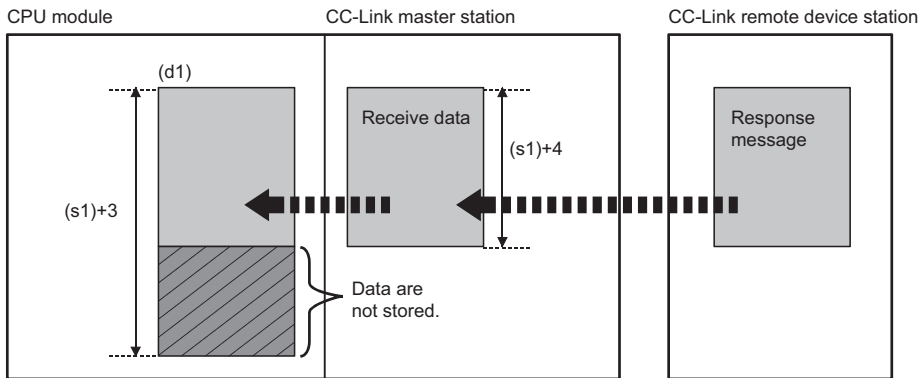 CPU module
CC-Link master station
CC-Link remote device station
(d1)
Receive data
Response
message
(s1)+4
(s1)+3
Data are
not stored.